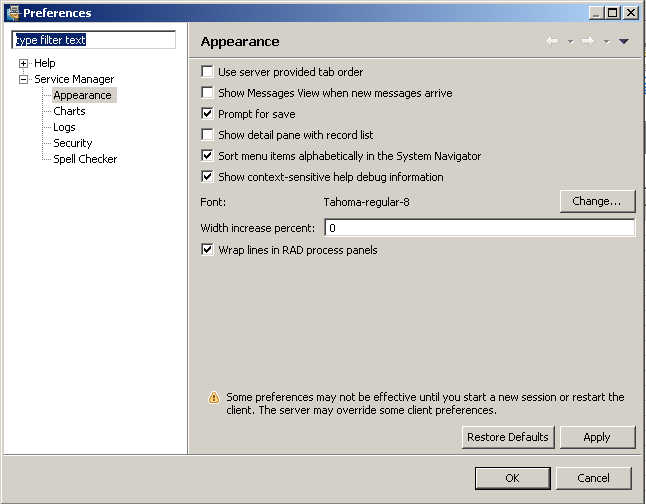 Preferences
type filter text
Help
Service Manager
Appearance
Charts
Logs
Security
Spell Checker
Appearance
Use server provided tab order
Show Messages View when new messages arrive
Prompt for save
Show detail pane with record list
Sort menu items alphabetically in the System Navigator
Show context-sensitive help debug information
Font: Tahoma-regular-8 Change...
Width increase percent: 0
Wrap lines in RAD process panels
Some preferences may not be effective until you start a new session or restart the
client. The server may override some client preferences.
Restore Defaults Apply
OK Cancel